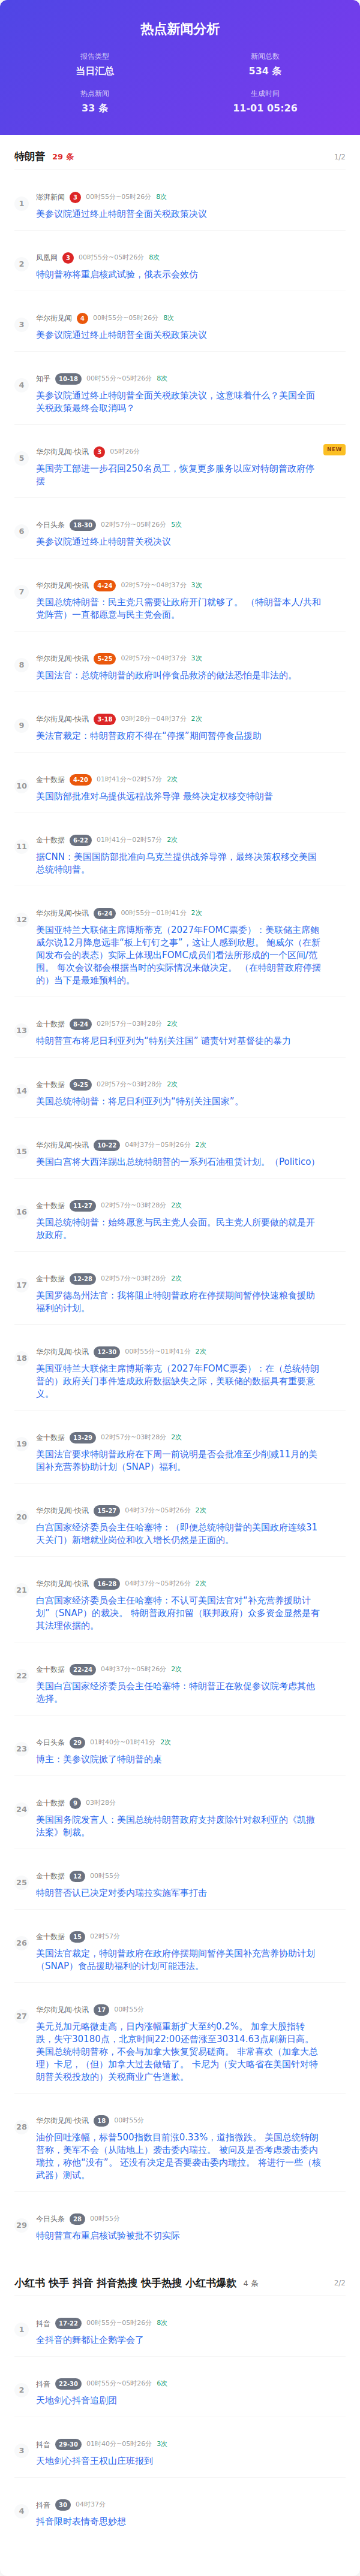 热点新闻分析
报告类型
当日汇总
新闻总数
534 条
热点新闻
33 条
生成时间
11-01 05:26
特朗普 29 条 1/2
1
澎湃新闻 3 00时55分~05时26分 8次
美参议院通过终止特朗普全面关税政策决议
2
凤凰网 3 00时55分~05时26分 8次
特朗普称将重启核武试验，俄表示会效仿
3
华尔街见闻 4 00时55分~05时26分 8次
美参议院通过终止特朗普全面关税政策决议
4
知乎 10-18 00时55分~05时26分 8次
美参议院通过终止特朗普全面关税政策决议，这意味着什么？美国全面
关税政策最终会取消吗？
5
华尔街见闻-快讯 3 05时26分 NEW
美国劳工部进一步召回250名员工，恢复更多服务以应对特朗普政府停
摆
6
今日头条 18-30 02时57分~05时26分 5次
美参议院通过终止特朗普关税决议
7
华尔街见闻-快讯 4-24 02时57分~04时37分 3次
美国总统特朗普：民主党只需要让政府开门就够了。 （特朗普本人/共和
党阵营）一直都愿意与民主党会面。
8
华尔街见闻-快讯 5-25 02时57分~04时37分 3次
美国法官：总统特朗普的政府叫停食品救济的做法恐怕是非法的。
9
华尔街见闻-快讯 3-18 03时28分~04时37分 2次
美法官裁定：特朗普政府不得在“停摆”期间暂停食品援助
10
金十数据 4-20 01时41分~02时57分 2次
美国防部批准对乌提供远程战斧导弹 最终决定权移交特朗普
11
金十数据 6-22 01时41分~02时57分 2次
据CNN：美国国防部批准向乌克兰提供战斧导弹，最终决策权移交美国
总统特朗普。
12
华尔街见闻-快讯 6-24 00时55分~01时41分 2次
美国亚特兰大联储主席博斯蒂克（2027年FOMC票委）：美联储主席鲍
威尔说12月降息远非“板上钉钉之事”，这让人感到欣慰。 鲍威尔（在新
闻发布会的表态）实际上体现出FOMC成员们看法所形成的一个区间/范
围。 每次会议都会根据当时的实际情况来做决定。 （在特朗普政府停摆
的）当下是最难预料的。
13
金十数据 8-24 02时57分~03时28分 2次
特朗普宣布将尼日利亚列为“特别关注国” 谴责针对基督徒的暴力
14
金十数据 9-25 02时57分~03时28分 2次
美国总统特朗普：将尼日利亚列为“特别关注国家”。
15
华尔街见闻-快讯 10-22 04时37分~05时26分 2次
美国白宫将大西洋踢出总统特朗普的一系列石油租赁计划。（Politico）
16
金十数据 11-27 02时57分~03时28分 2次
美国总统特朗普：始终愿意与民主党人会面。民主党人所要做的就是开
放政府。
17
金十数据 12-28 02时57分~03时28分 2次
美国罗德岛州法官：我将阻止特朗普政府在停摆期间暂停快速粮食援助
福利的计划。
18
华尔街见闻-快讯 12-30 00时55分~01时41分 2次
美国亚特兰大联储主席博斯蒂克（2027年FOMC票委）：在（总统特朗
普的）政府关门事件造成政府数据缺失之际，美联储的数据具有重要意
义。
19
金十数据 13-29 02时57分~03时28分 2次
美国法官要求特朗普政府在下周一前说明是否会批准至少削减11月的美
国补充营养协助计划（SNAP）福利。
20
华尔街见闻-快讯 15-27 04时37分~05时26分 2次
白宫国家经济委员会主任哈塞特：（即便总统特朗普的美国政府连续31
天关门）新增就业岗位和收入增长仍然是正面的。
21
华尔街见闻-快讯 16-28 04时37分~05时26分 2次
白宫国家经济委员会主任哈塞特：不认可美国法官对“补充营养援助计
划”（SNAP）的裁决。 特朗普政府扣留（联邦政府）众多资金显然是有
其法理依据的。
22
金十数据 22-24 04时37分~05时26分 2次
美国白宫国家经济委员会主任哈塞特：特朗普正在敦促参议院考虑其他
选择。
23
今日头条 29 01时40分~01时41分 2次
博主：美参议院掀了特朗普的桌
24
金十数据 9 03时28分
美国国务院发言人：美国总统特朗普政府支持废除针对叙利亚的《凯撒
法案》制裁。
25
金十数据 12 00时55分
特朗普否认已决定对委内瑞拉实施军事打击
26
金十数据 15 02时57分
美国法官裁定，特朗普政府在政府停摆期间暂停美国补充营养协助计划
（SNAP）食品援助福利的计划可能违法。
27
华尔街见闻-快讯 17 00时55分
美元兑加元略微走高，日内涨幅重新扩大至约0.2%。 加拿大股指转
跌，失守30180点，北京时间22:00还曾涨至30314.63点刷新日高。
美国总统特朗普称，不会与加拿大恢复贸易磋商。 非常喜欢（加拿大总
理）卡尼，（但）加拿大过去做错了。 卡尼为（安大略省在美国针对特
朗普关税投放的）关税商业广告道歉。
28
华尔街见闻-快讯 18 00时55分
油价回吐涨幅，标普500指数目前涨0.33%，道指微跌。 美国总统特朗
普称，美军不会（从陆地上）袭击委内瑞拉。 被问及是否考虑袭击委内
瑞拉，称他“没有”。 还没有决定是否要袭击委内瑞拉。 将进行一些（核
武器）测试。
29
今日头条 28 00时55分
特朗普宣布重启核试验被批不切实际
小红书 快手 抖音 抖音热搜 快手热搜 小红书爆款 4 条 2/2
1
抖音 17-22 00时55分~05时26分 8次
全抖音的舞都让企鹅学会了
2
抖音 22-30 00时55分~05时26分 6次
天地剑心抖音追剧团
3
抖音 29-30 01时40分~05时26分 3次
天地剑心抖音王权山庄班报到
4
抖音 30 04时37分
抖音限时表情奇思妙想